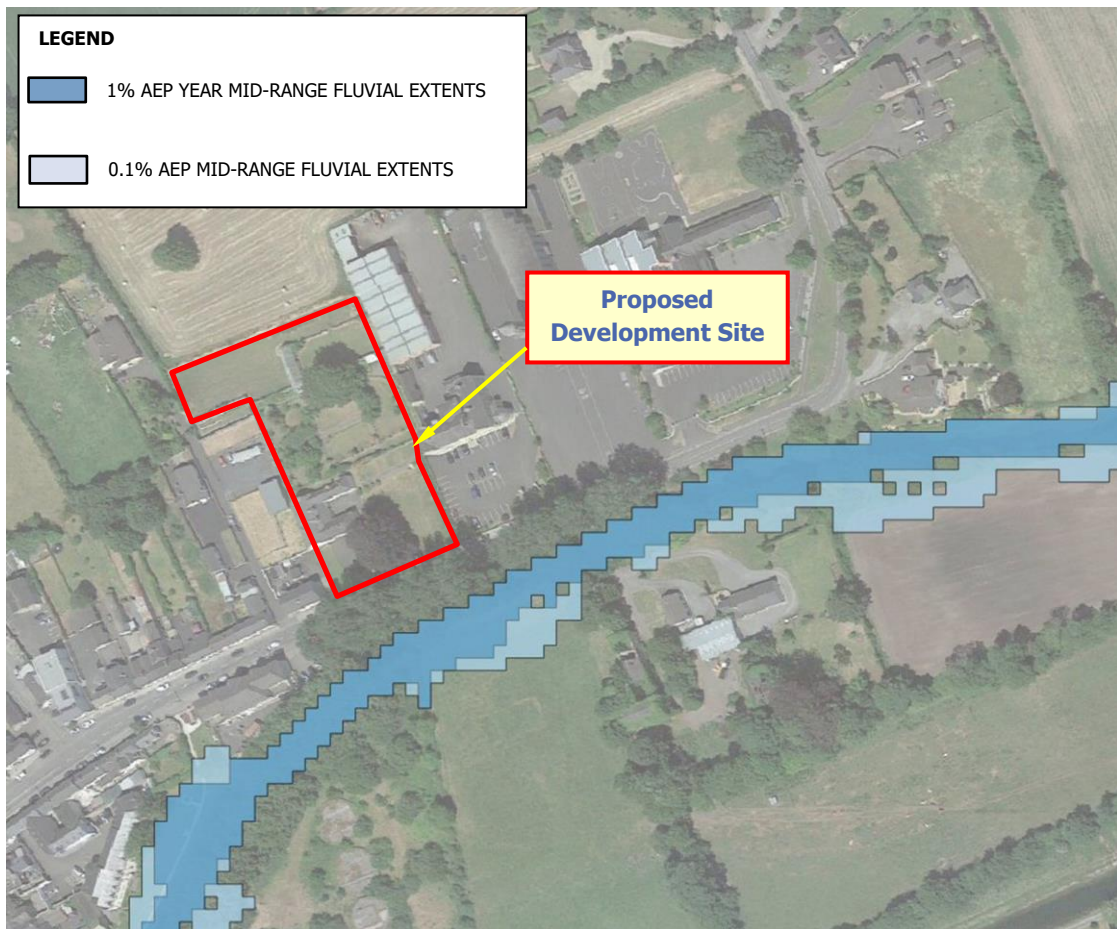 LEGEND
1% AEP YEAR MID-RANGE FLUVIAL EXTENTS
0.1% AEP MID-RANGE FLUVIAL EXTENTS
Proposed
Development Site